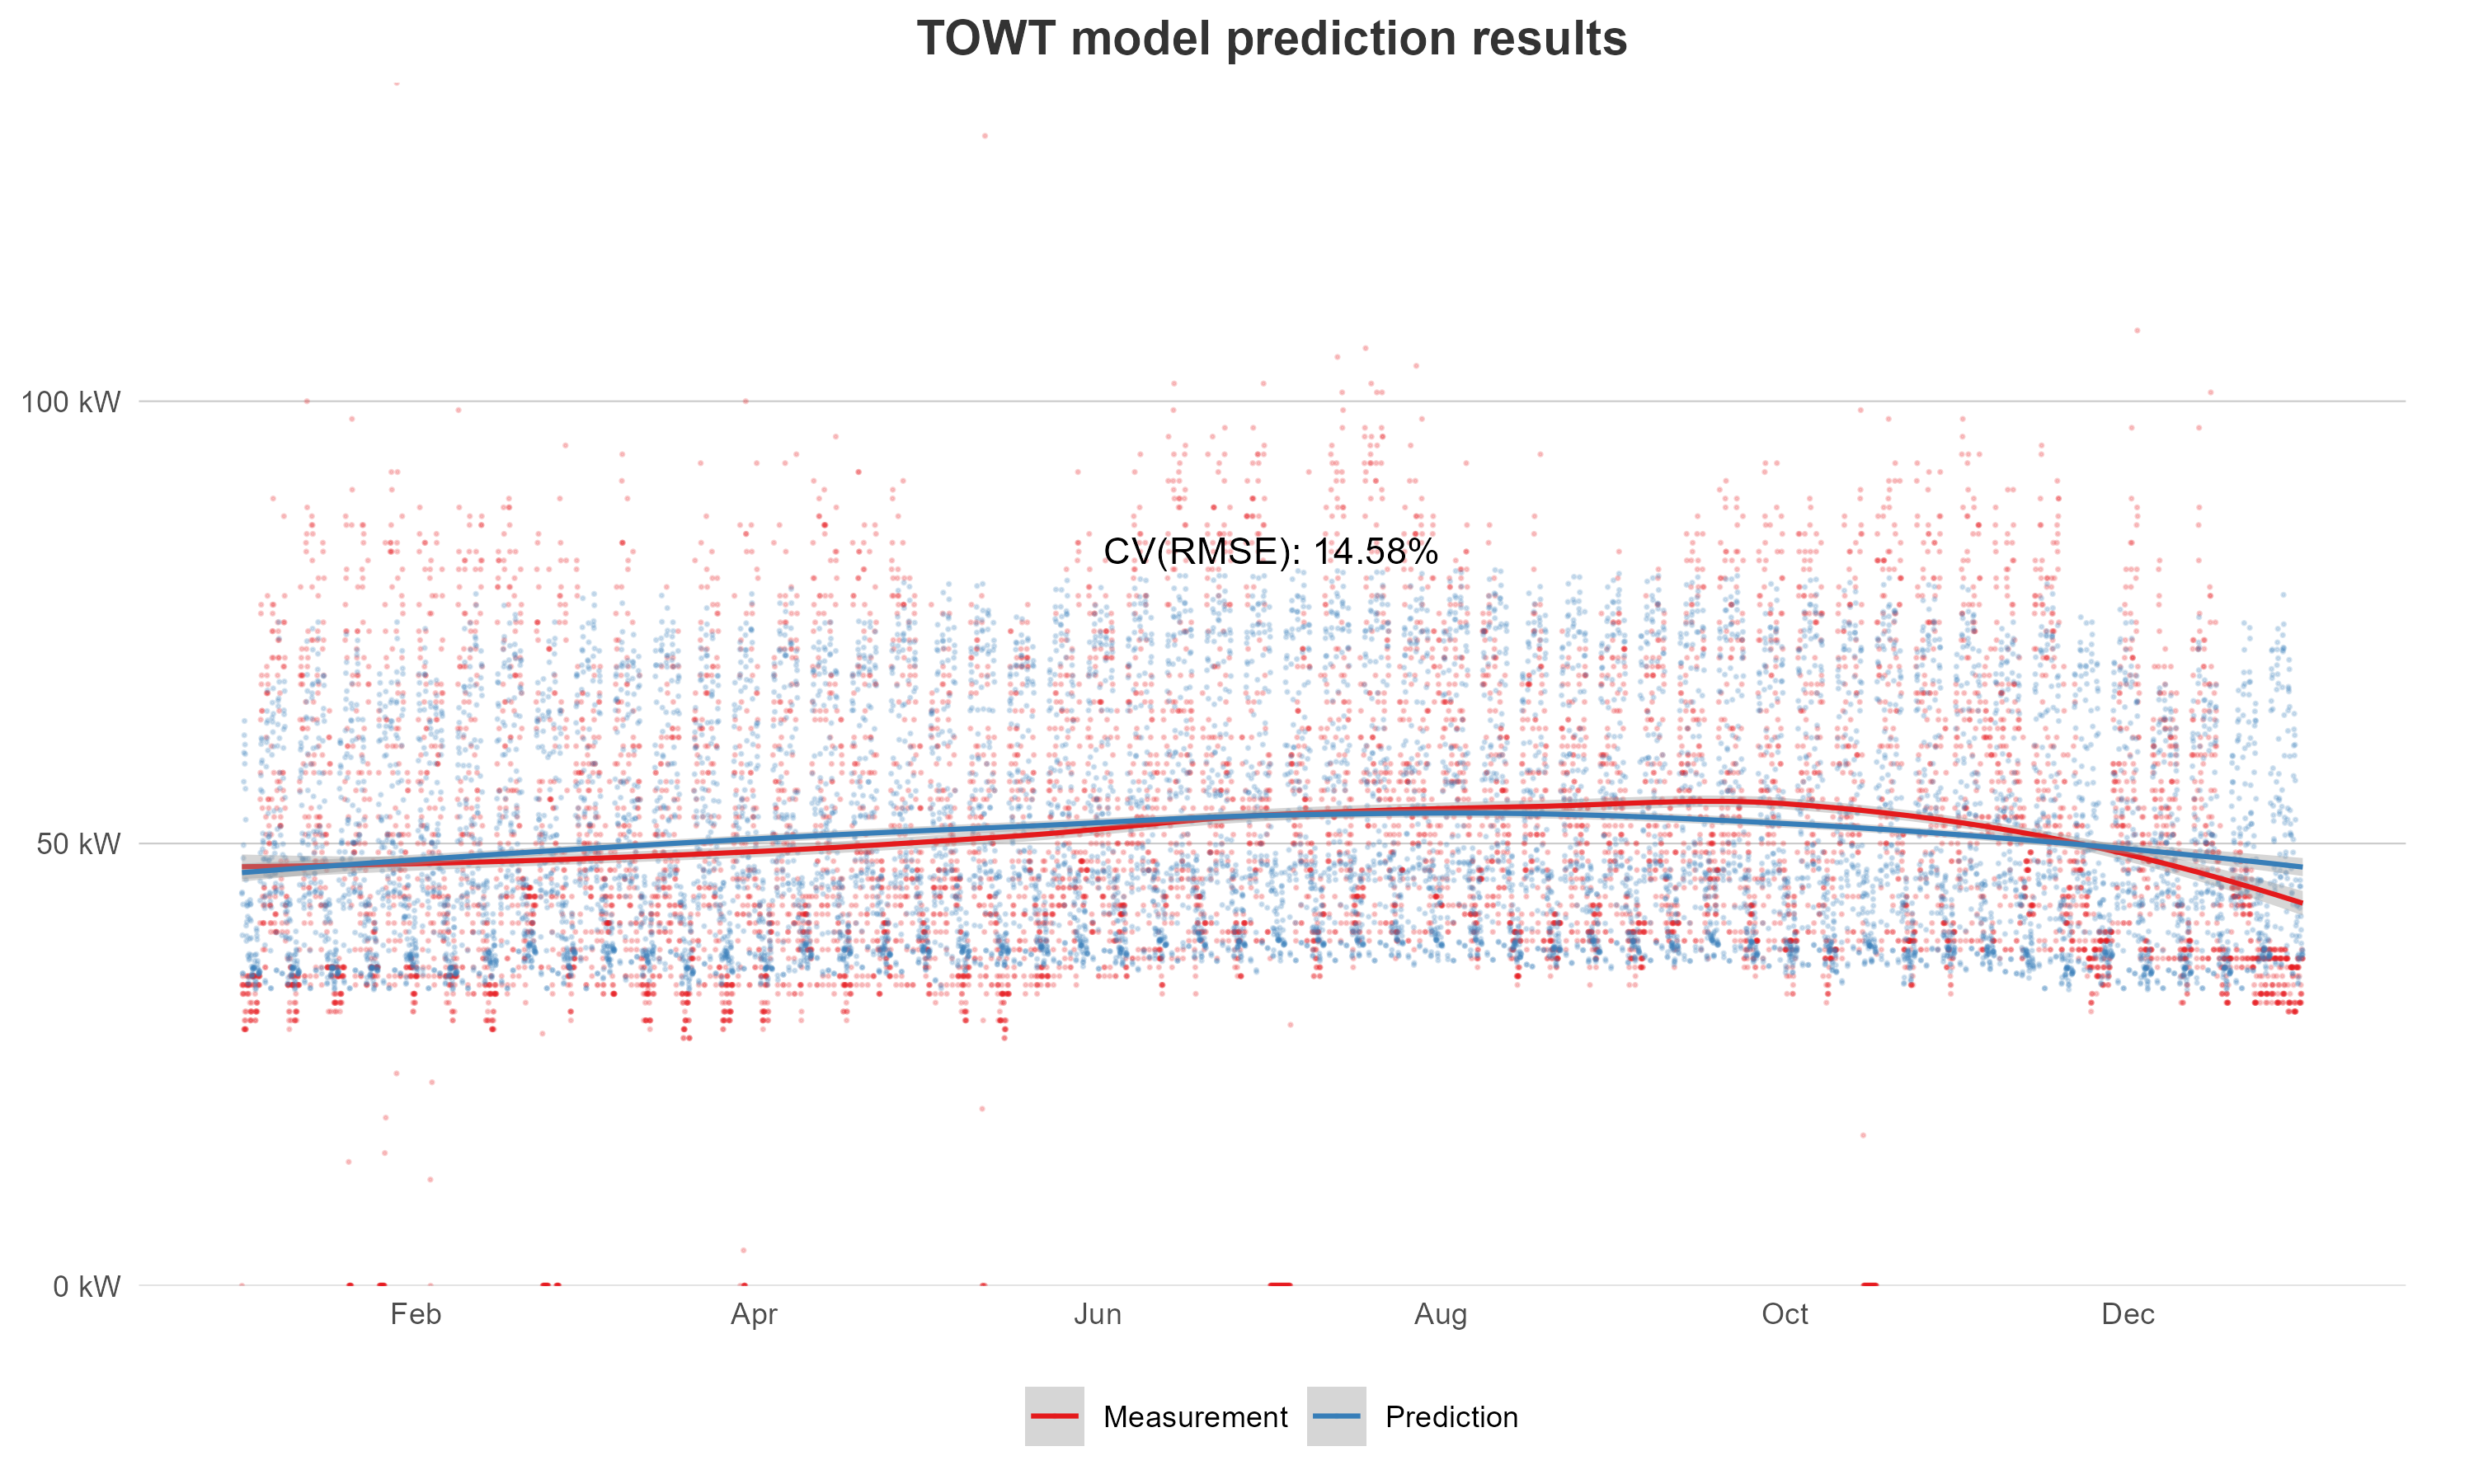 TOWT model prediction results
100 kW
CV(RMSE): 14.58%
50 kW
0 kW
Feb Apr Jun Aug Oct Dec
Measurement Prediction